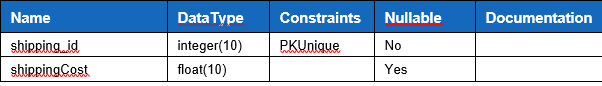 Name DataType Constraints Nullable Documentation
shipping_id integer(10) PKUnique No
shippingCost float(10) Yes